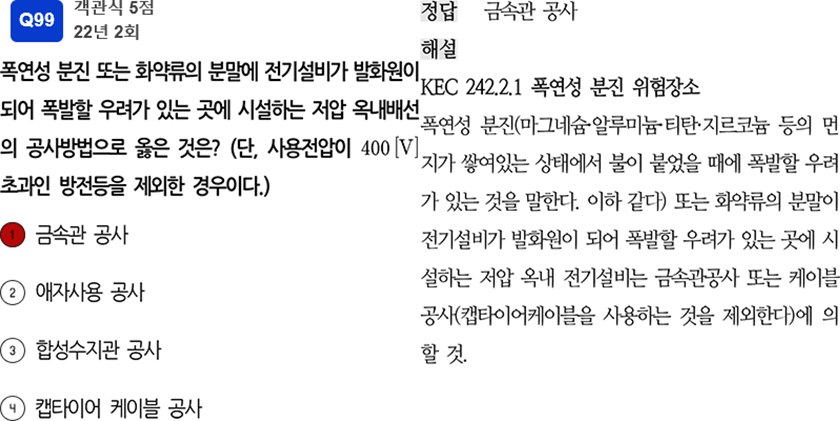 Q99
객관식 5점
22년 2회
폭연성 분진 또는 화약류의 분말에 전기설비가 발화원이
되어 폭발할 우려가 있는 곳에 시설하는 저압 옥내배선
의 공사방법으로 옳은 것은? (단, 사용전압이 400 [V]
초과인 방전등을 제외한 경우이다.)
1 금속관 공사
2 애자사용 공사
3 합성수지관 공사
4 캡타이어 케이블 공사
정답 금속관 공사
해설
KEC 242.2.1 폭연성 분진 위험장소
폭연성 분진(마그네슘·알루미늄·티탄·지르코늄 등의 먼
지가 쌓여있는 상태에서 불이 붙었을 때에 폭발할 우려
가 있는 것을 말한다. 이하 같다) 또는 화약류의 분말이
전기설비가 발화원이 되어 폭발할 우려가 있는 곳에 시
설하는 저압 옥내 전기설비는 금속관공사 또는 케이블
공사(캡타이어케이블을 사용하는 것을 제외한다)에 의
할 것.